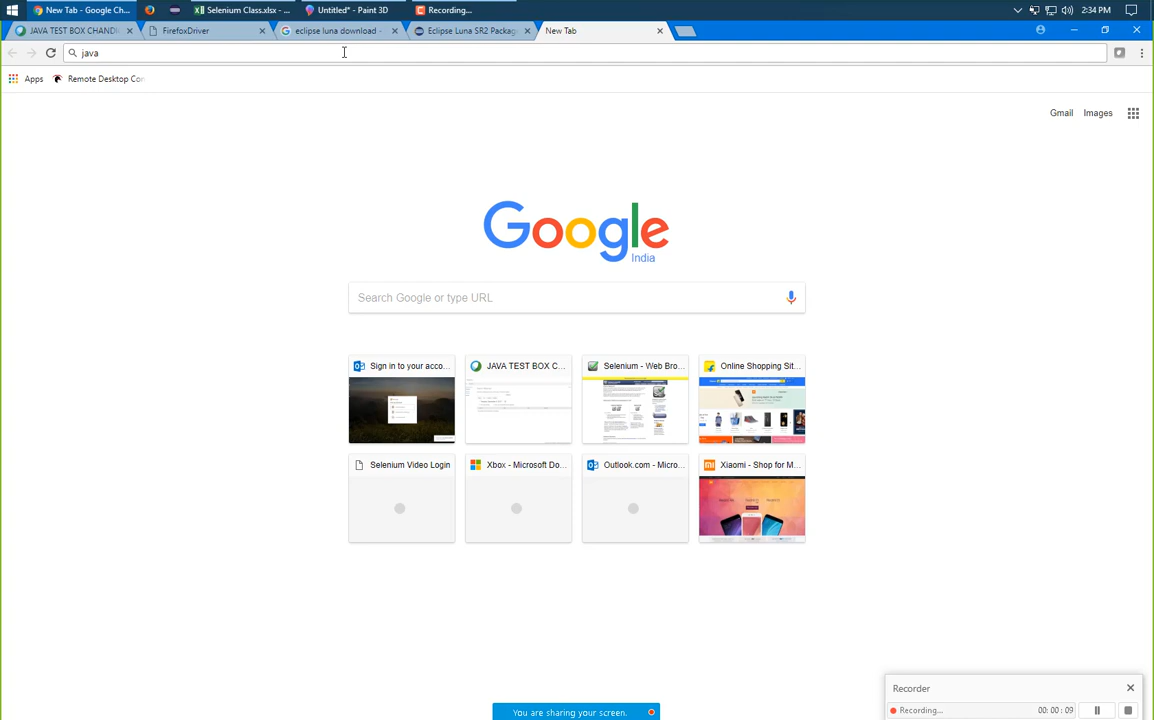 New Tab - Google Ch...
Selenium Class.xlsx - ...
Untitled* - Paint 3D
Recording...
2:34 PM
JAVA TEST BOX CHANDI
FirefoxDriver
eclipse luna download -
Eclipse Luna SR2 Package
New Tab
java
Apps
Remote Desktop Con
Gmail
Images
Google
India
Search Google or type URL
Sign in to your acco...
JAVA TEST BOX C...
Selenium - Web Bro...
Online Shopping Sit...
Selenium Video Login
Xbox - Microsoft Do...
Outlook.com - Micro...
Xiaomi - Shop for M...
Recorder
Recording...
00: 00 : 09
You are sharing your screen.